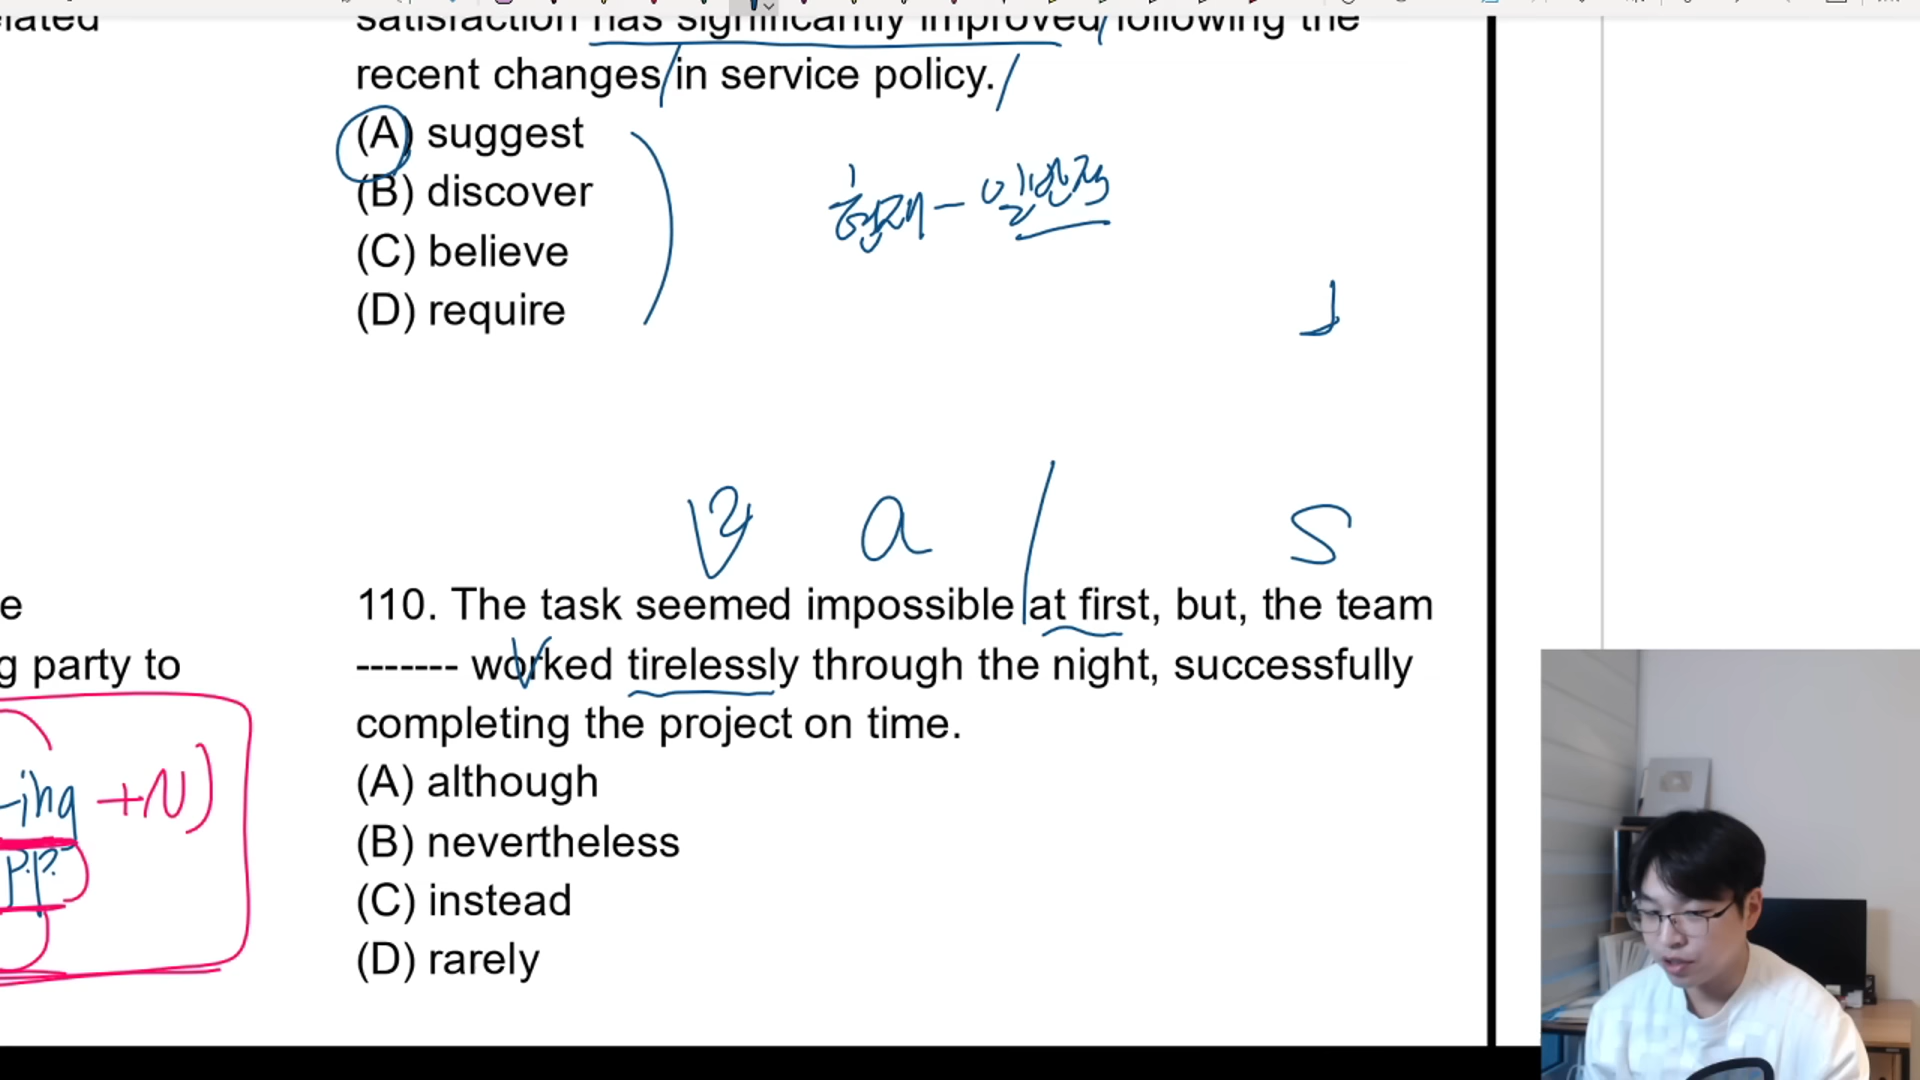 elated
satisfaction has significantly improved following the
recent changes in service policy.
(A) suggest
(B) discover
(C) believe
(D) require
현재 - 일반적
V2 a S
110. The task seemed impossible at first, but, the team
------- worked tirelessly through the night, successfully
completing the project on time.
(A) although
(B) nevertheless
(C) instead
(D) rarely
e
g party to
-ing +N)
p.p.